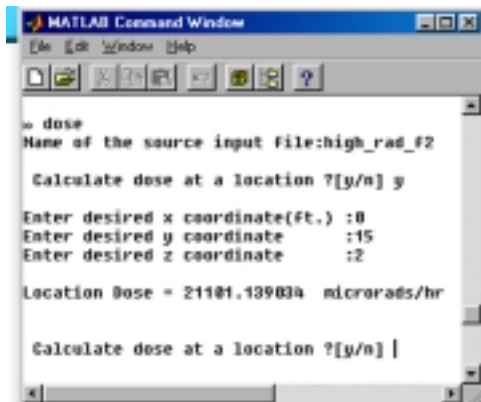 MATLAB Command Window
File Edit Window Help
» dose
Name of the source input file:high_rad_f2
Calculate dose at a location ?[y/n] y
Enter desired x coordinate(ft.) :0
Enter desired y coordinate :15
Enter desired z coordinate :2
Location Dose = 21101.139034 microrads/hr
Calculate dose at a location ?[y/n]